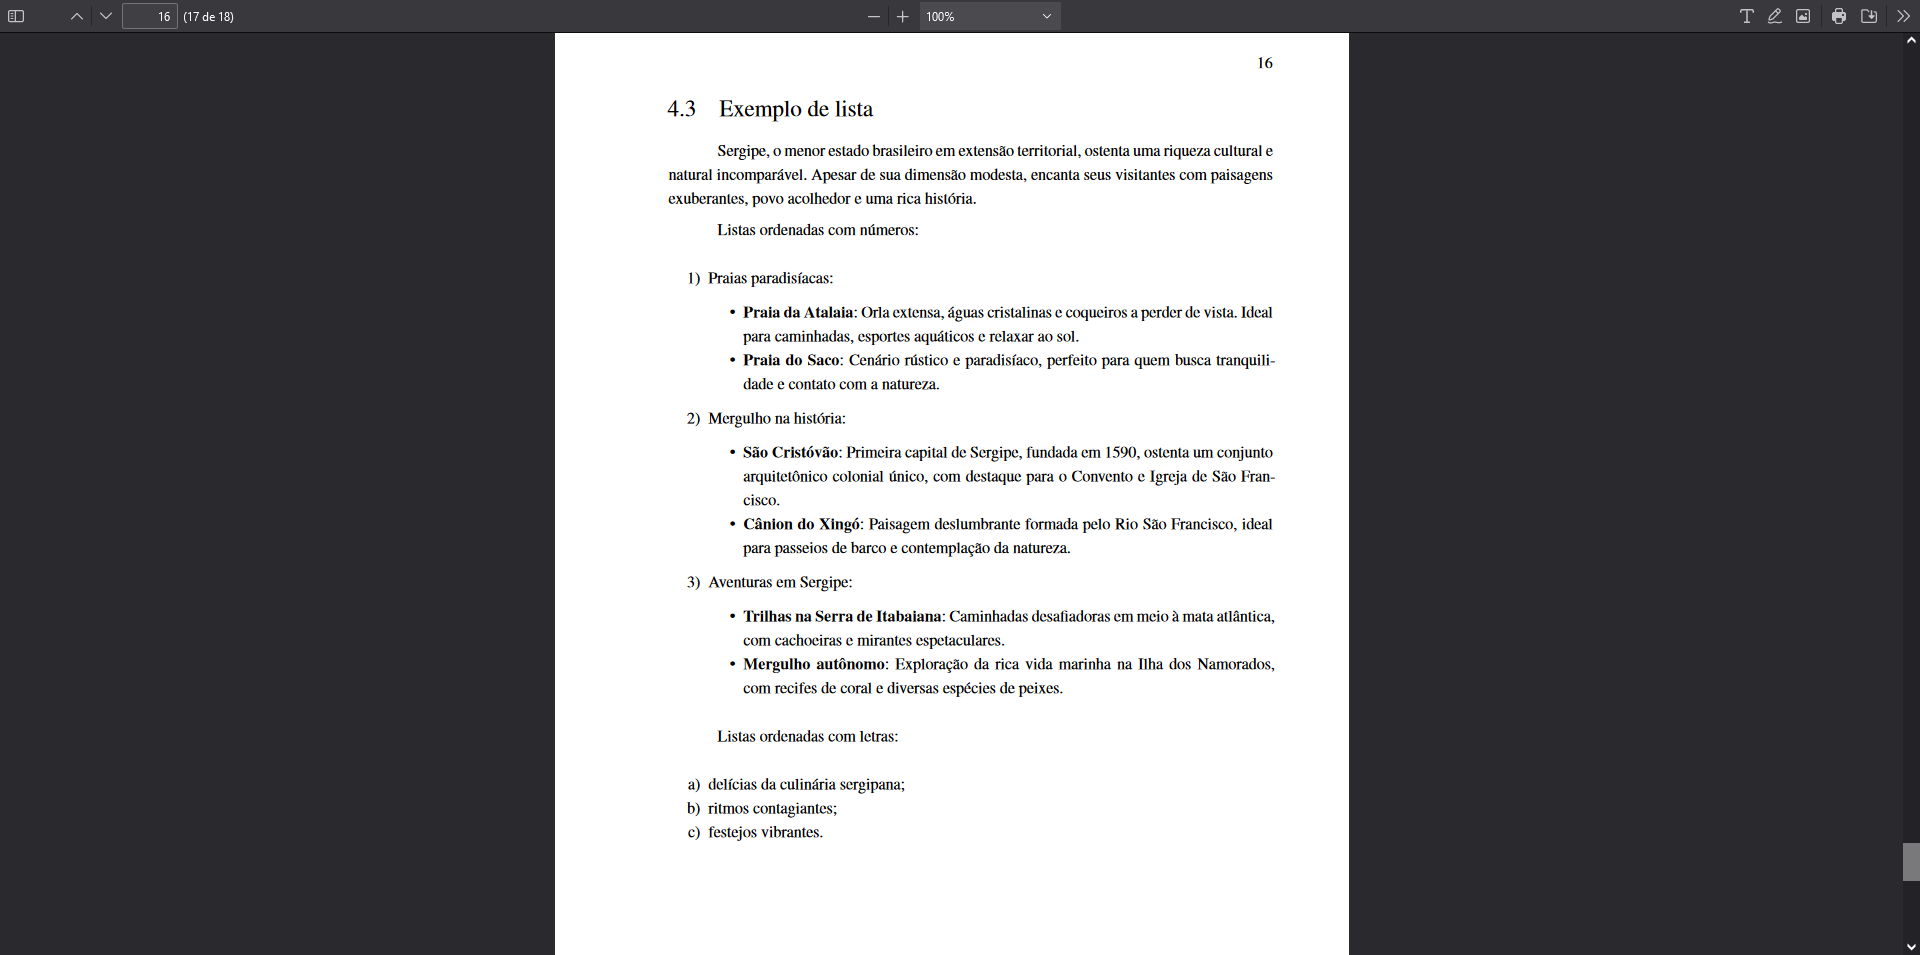 16 (17 de 18) 100%
16
4.3 Exemplo de lista
Sergipe, o menor estado brasileiro em extensão territorial, ostenta uma riqueza cultural e
natural incomparável. Apesar de sua dimensão modesta, encanta seus visitantes com paisagens
exuberantes, povo acolhedor e uma rica história.
Listas ordenadas com números:
1) Praias paradisíacas:
• Praia da Atalaia: Orla extensa, águas cristalinas e coqueiros a perder de vista. Ideal
para caminhadas, esportes aquáticos e relaxar ao sol.
• Praia do Saco: Cenário rústico e paradisíaco, perfeito para quem busca tranquili-
dade e contato com a natureza.
2) Mergulho na história:
• São Cristóvão: Primeira capital de Sergipe, fundada em 1590, ostenta um conjunto
arquitetônico colonial único, com destaque para o Convento e Igreja de São Fran-
cisco.
• Cânion do Xingó: Paisagem deslumbrante formada pelo Rio São Francisco, ideal
para passeios de barco e contemplação da natureza.
3) Aventuras em Sergipe:
• Trilhas na Serra de Itabaiana: Caminhadas desafiadoras em meio à mata atlântica,
com cachoeiras e mirantes espetaculares.
• Mergulho autônomo: Exploração da rica vida marinha na Ilha dos Namorados,
com recifes de coral e diversas espécies de peixes.
Listas ordenadas com letras:
a) delícias da culinária sergipana;
b) ritmos contagiantes;
c) festejos vibrantes.